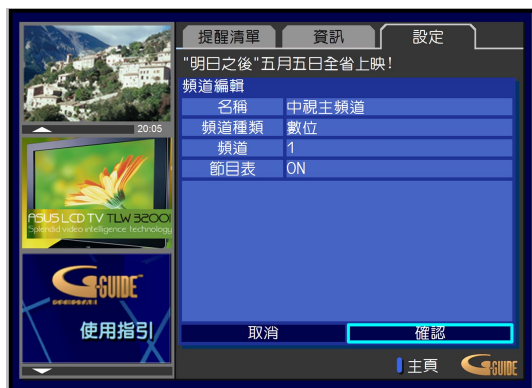 提醒清單 資訊 設定
"明日之後"五月五日全省上映!
頻道編輯
名稱 中視主頻道
頻道種類 數位
頻道 1
節目表 ON
取消 確認
主頁 G-GUIDE
20:05
ASUS LCD TV TLW 32001
Splendid video intelligence technology
G-GUIDE
GEMSTAR
使用指引